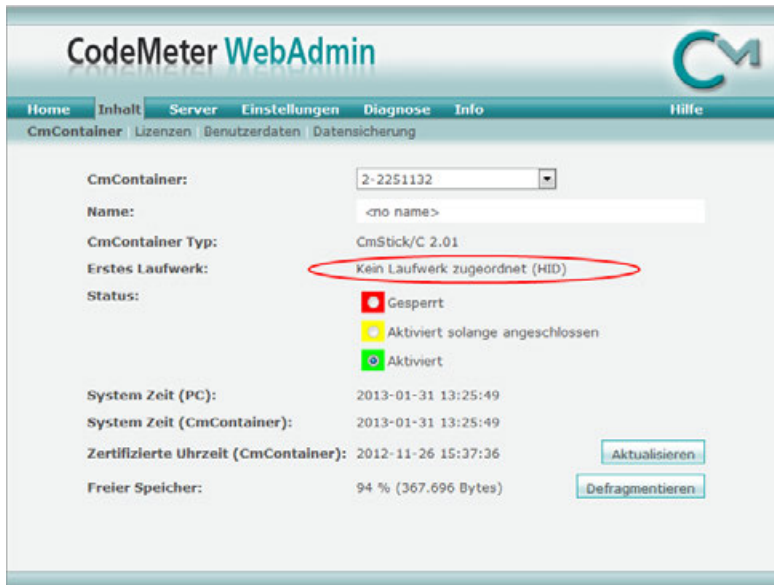 CodeMeter WebAdmin
CM
Home Inhalt Server Einstellungen Diagnose Info Hilfe
CmContainer | Lizenzen | Benutzerdaten | Datensicherung
CmContainer: 2-2251132
Name: <no name>
CmContainer Typ: CmStick/C 2.01
Erstes Laufwerk: Kein Laufwerk zugeordnet (HID)
Status: Gesperrt
Aktiviert solange angeschlossen
Aktiviert
System Zeit (PC): 2013-01-31 13:25:49
System Zeit (CmContainer): 2013-01-31 13:25:49
Zertifizierte Uhrzeit (CmContainer): 2012-11-26 15:37:36 Aktualisieren
Freier Speicher: 94 % (367.696 Bytes) Defragmentieren